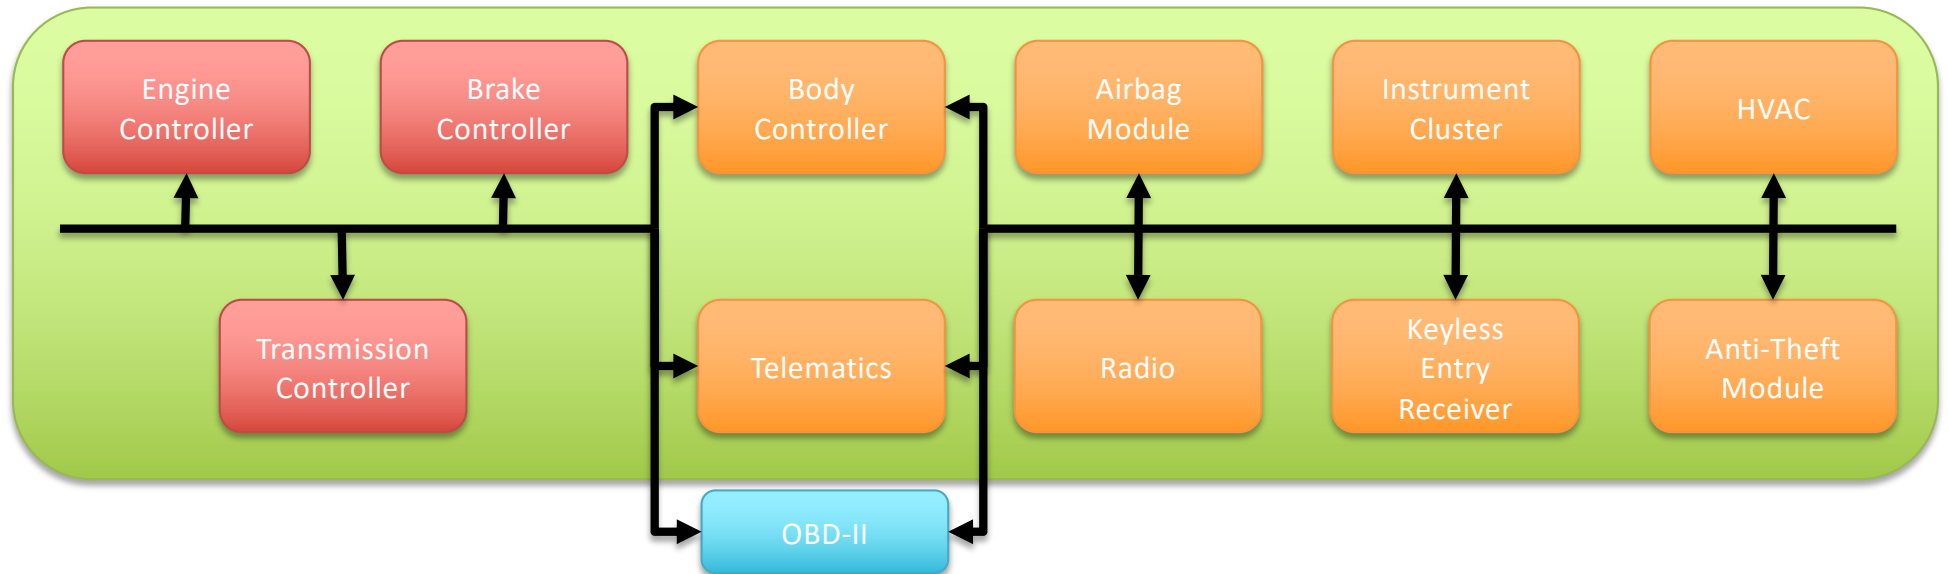 Engine
Controller
Brake
Controller
Body
Controller
Airbag
Module
Instrument
Cluster
HVAC
Transmission
Controller
Telematics
Radio
Keyless
Entry
Receiver
Anti-Theft
Module
OBD-II